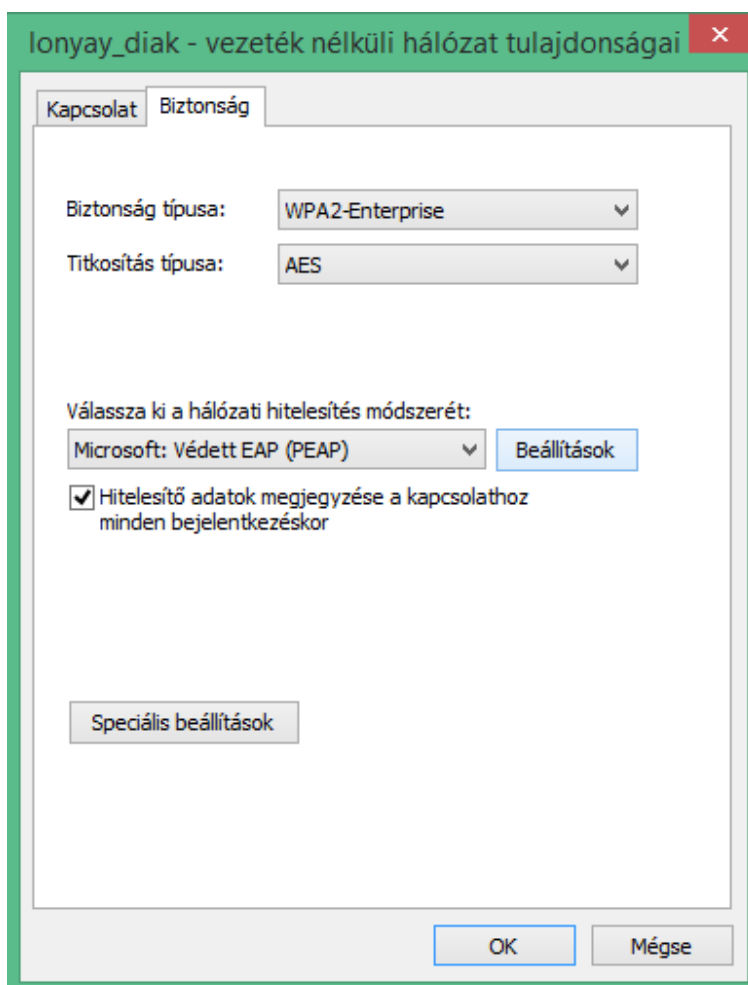 lonyay_diak - vezeték nélküli hálózat tulajdonságai
Kapcsolat Biztonság
Biztonság típusa: WPA2-Enterprise
Titkosítás típusa: AES
Válassza ki a hálózati hitelesítés módszerét:
Microsoft: Védett EAP (PEAP) Beállítások
Hitelesítő adatok megjegyzése a kapcsolathoz
minden bejelentkezéskor
Speciális beállítások
OK Mégse